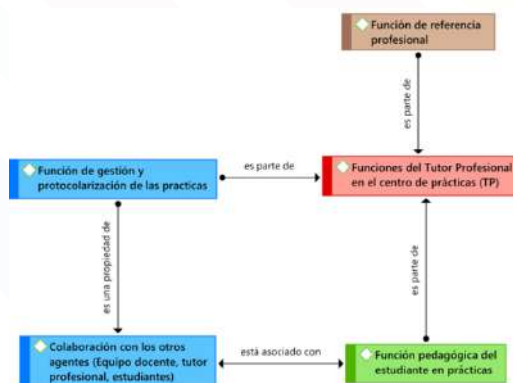 Función de referencia
profesional
es parte de
Función de gestión y
protocolarización de las practicas
es parte de
Funciones del Tutor Profesional
en el centro de prácticas (TP)
es una propiedad de
es parte de
Colaboración con los otros
agentes (Equipo docente, tutor
profesional, estudiantes)
está asociado con
Función pedagógica del
estudiante en prácticas